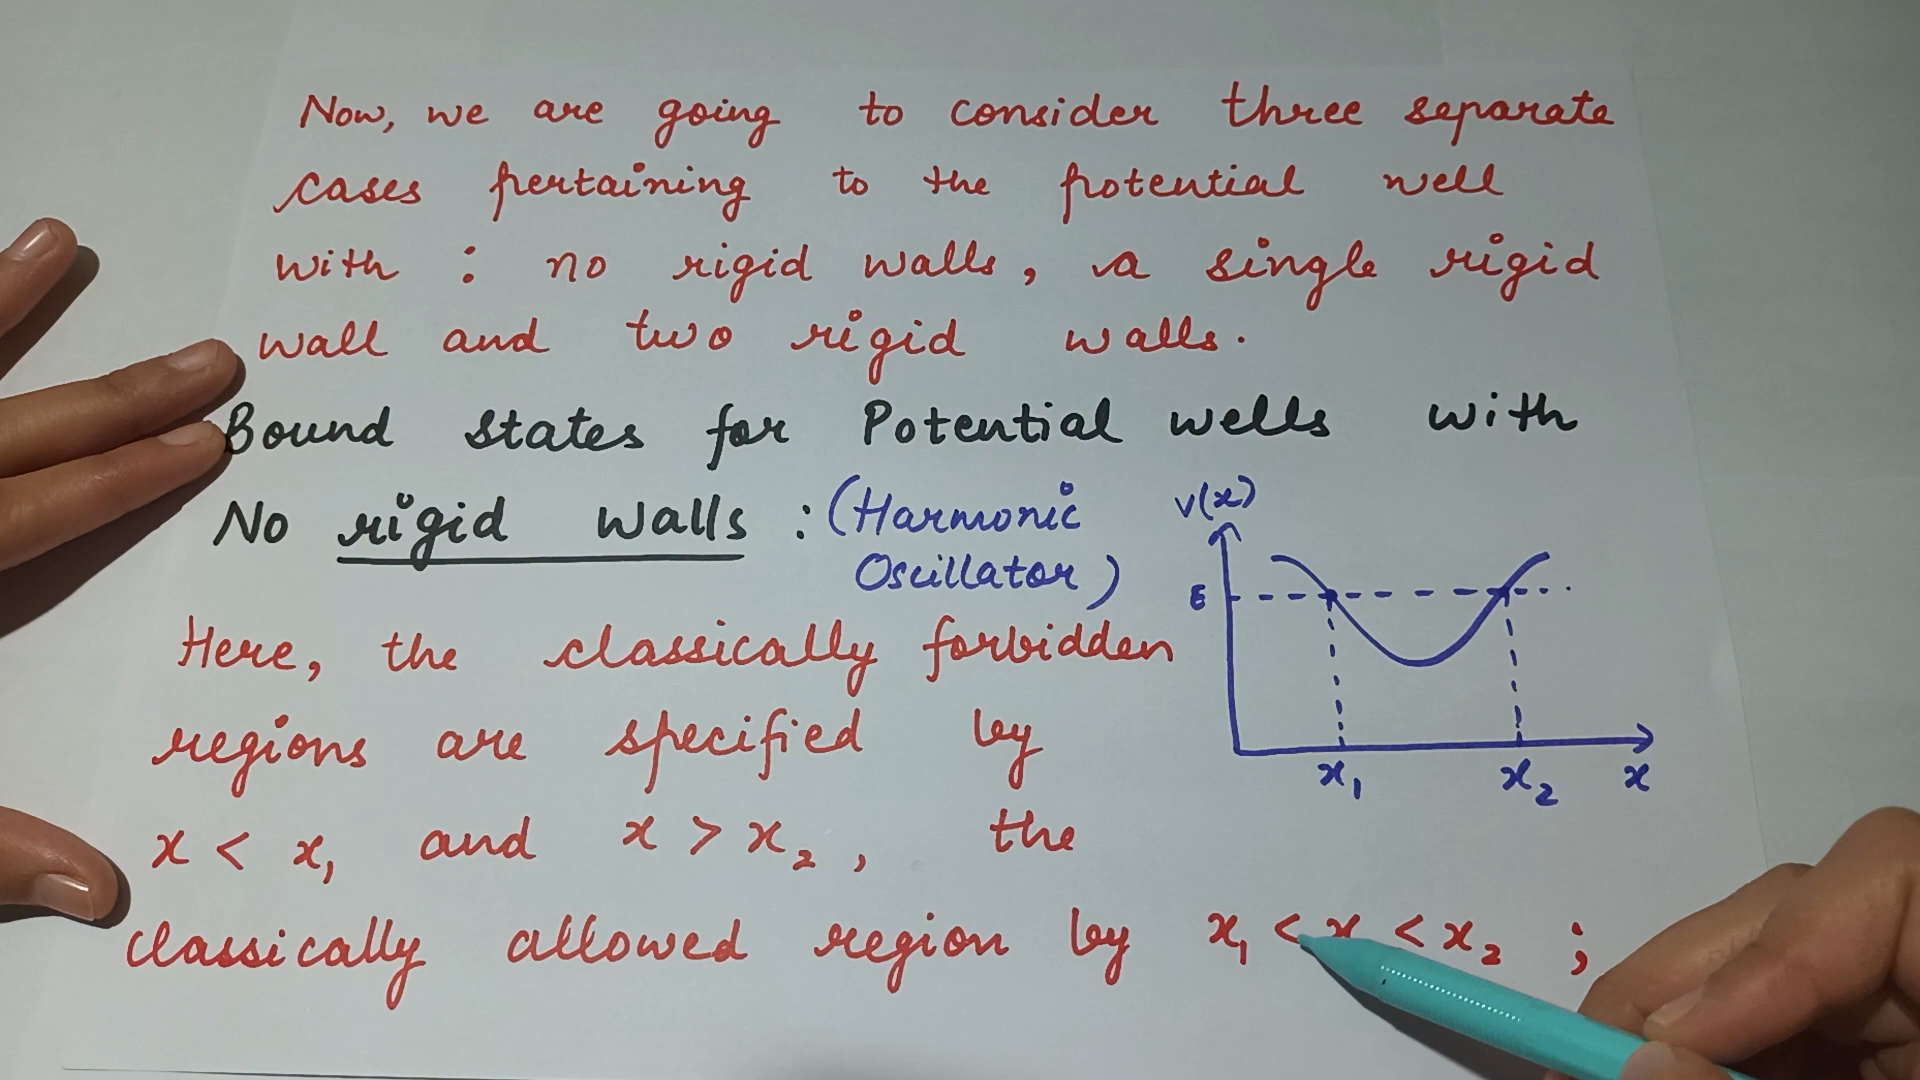 Now, we are going to consider three separate
cases pertaining to the potential well
with : no rigid walls, a single rigid
wall and two rigid walls.
Bound states for Potential wells with
No rigid walls : (Harmonic
Oscillator)
V(x)
E
x₁ x₂ x
Here, the classically forbidden
regions are specified by
x < x₁ and x > x₂, the
classically allowed region by x₁ < x < x₂ ;